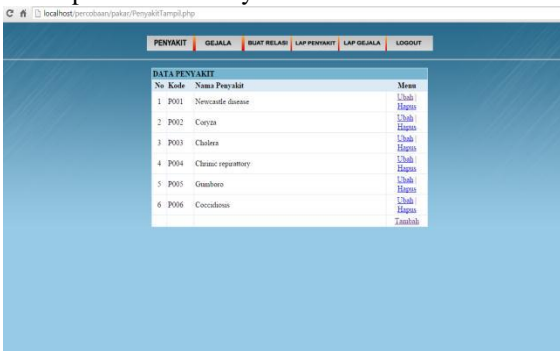 localhost/percobaan/pakar/PenyakitTampil.php
PENYAKIT GEJALA BUAT RELASI LAP PENYAKIT LAP GEJALA LOGOUT
DATA PENYAKIT
No Kode Nama Penyakit Menu
1 P001 Newcastle disease Ubah | Hapus
2 P002 Coryza Ubah | Hapus
3 P003 Cholera Ubah | Hapus
4 P004 Chronic Ubah | Hapus
5 P005 Gumboro Ubah | Hapus
6 P006 Coccidiosis Ubah | Hapus
Tambah